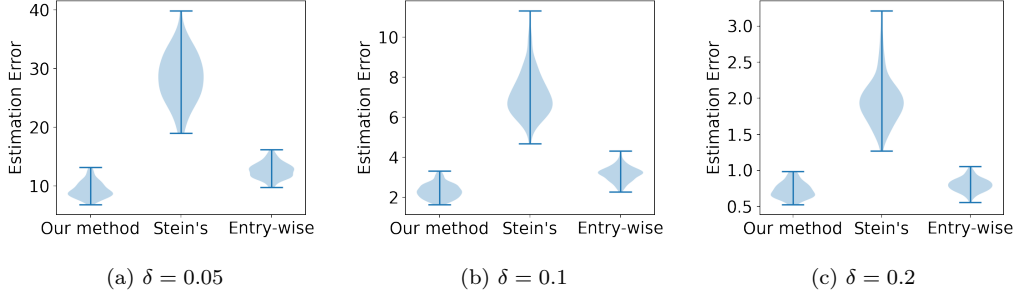 Estimation Error
40
30
20
10
Our method Stein's Entry-wise
(a) δ = 0.05
Estimation Error
10
8
6
4
2
Our method Stein's Entry-wise
(b) δ = 0.1
Estimation Error
3.0
2.5
2.0
1.5
1.0
0.5
Our method Stein's Entry-wise
(c) δ = 0.2